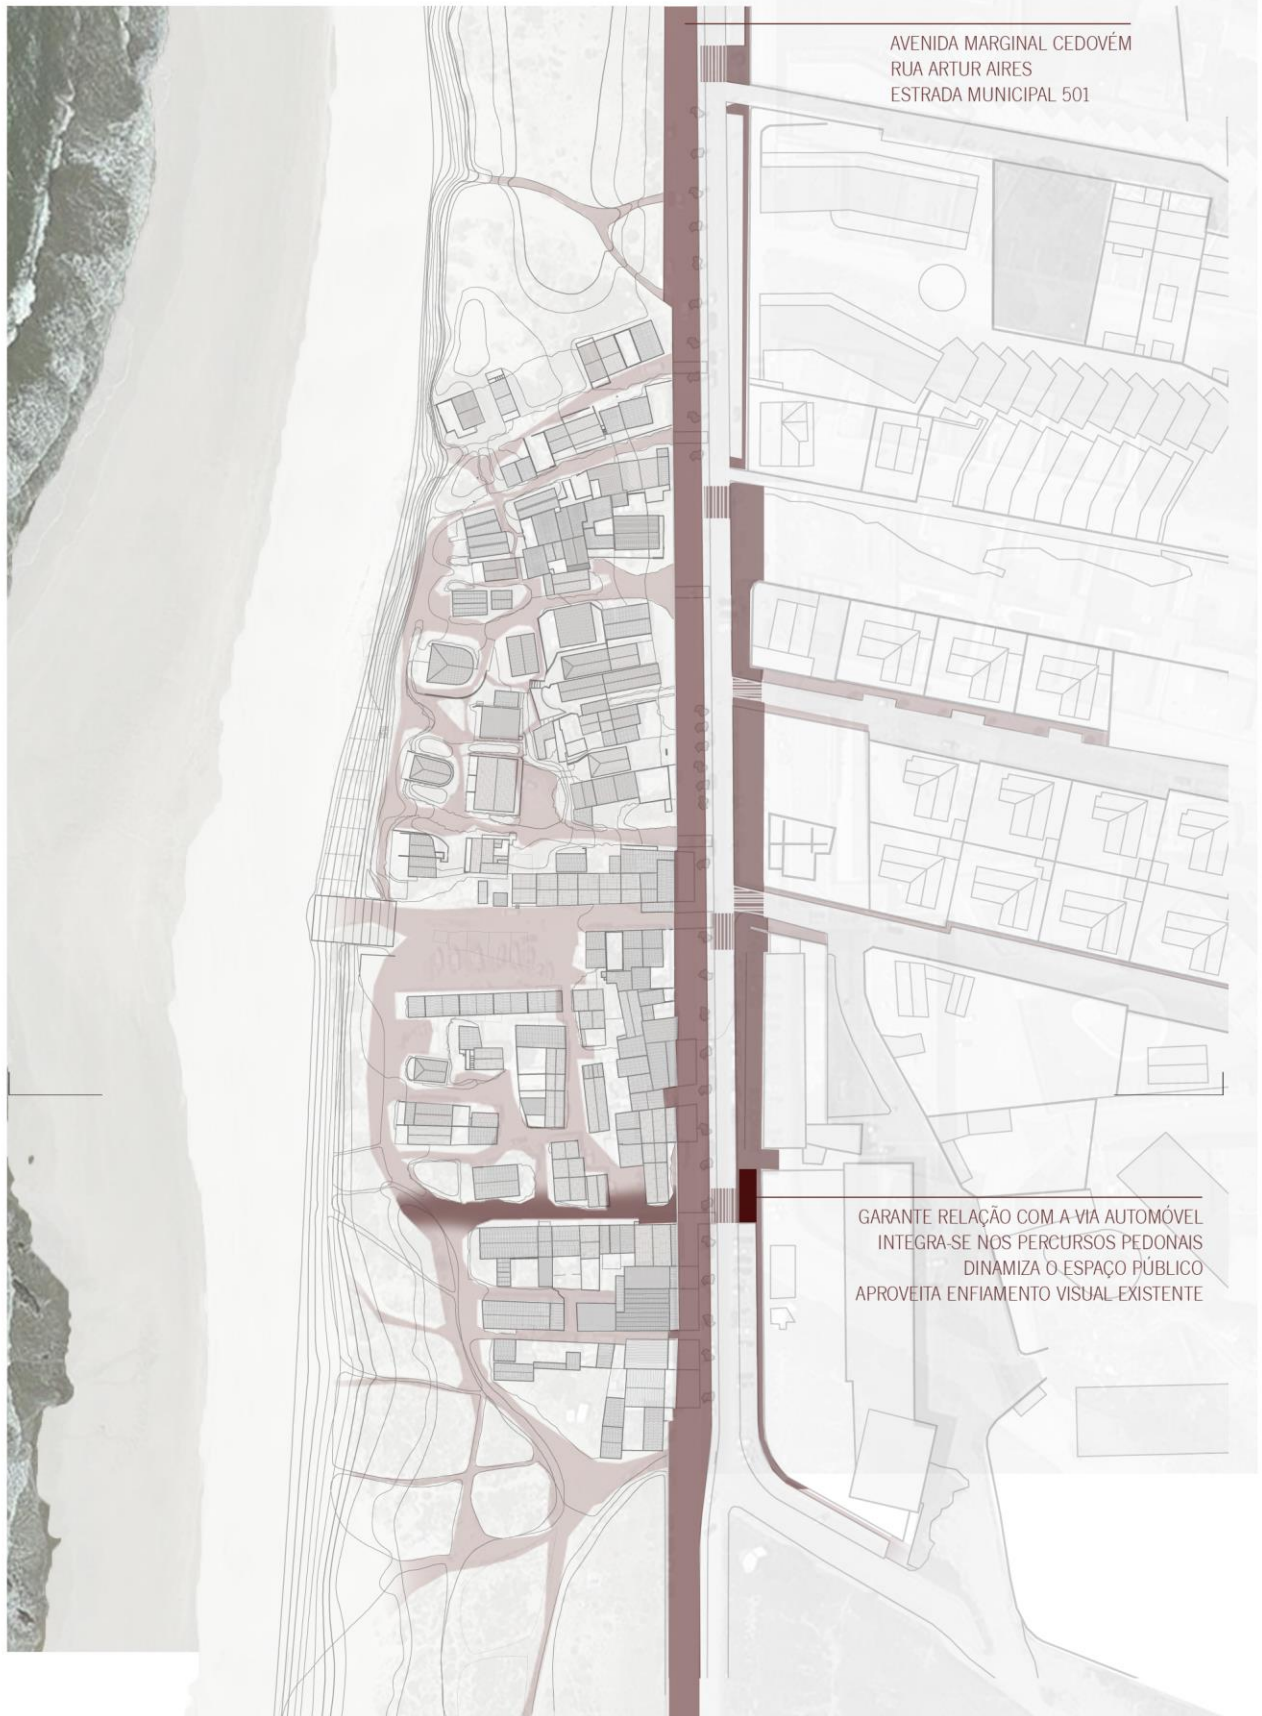 AVENIDA MARGINAL CEDOVÉM
RUA ARTUR AIRES
ESTRADA MUNICIPAL 501
GARANTE RELAÇÃO COM A VIA AUTOMÓVEL
INTEGRA-SE NOS PERCURSOS PEDONAIS
DINAMIZA O ESPAÇO PÚBLICO
APROVEITA ENFIAMENTO VISUAL EXISTENTE